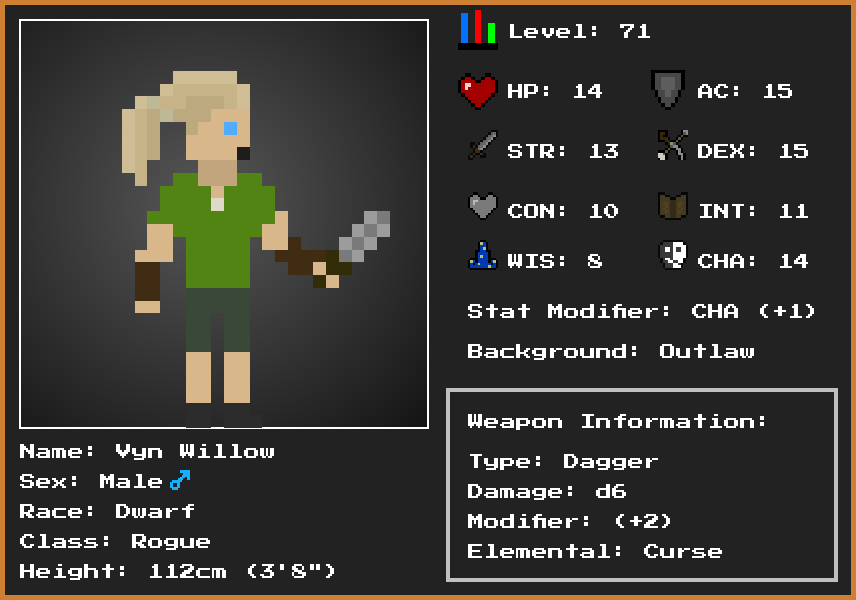 Level: 71
HP: 14 AC: 15
STR: 13 DEX: 15
CON: 10 INT: 11
WIS: 8 CHA: 14
Stat Modifier: CHA (+1)
Background: Outlaw
Weapon Information:
Type: Dagger
Damage: d6
Modifier: (+2)
Elemental: Curse
Name: Vyn Willow
Sex: Male ♂
Race: Dwarf
Class: Rogue
Height: 112cm (3'8")